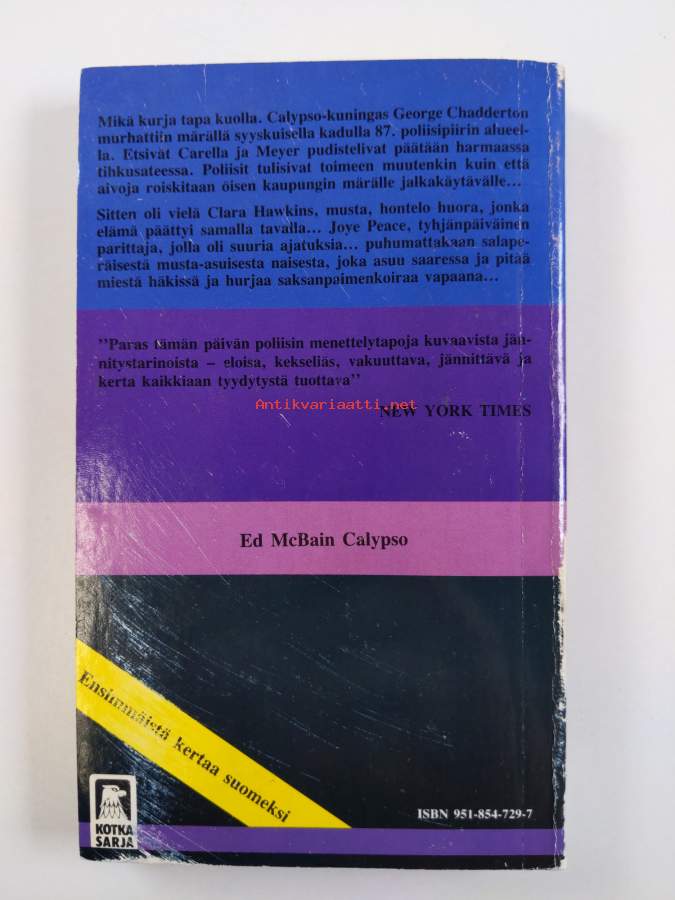 Mikä kurja tapa kuolla. Calypso-kuningas George Chadderton
murhattiin märällä syyskuisella kadulla 87. poliisipiirin alueel-
la. Etsivät Carella ja Meyer pudistelivat päätään harmaassa
tihkusateessa. Poliisit tulisivat toimeen muutenkin kuin että
aivoja roiskitaan öisen kaupungin märälle jalkakäytävälle...
Sitten oli vielä Clara Hawkins, musta, hontelo huora, jonka
elämä päättyi samalla tavalla... Joye Peace, tyhjänpäiväinen
parittaja, jolla oli suuria ajatuksia... puhumattakaan salape-
räisestä musta-asuisesta naisesta, joka asuu saaressa ja pitää
miestä häkissä ja hurjaa saksanpaimenkoiraa vapaana...
"Paras tämän päivän poliisin menettelytapoja kuvaavista jän-
nitystarinoista – eloisa, kekseliäs, vakuuttava, jännittävä ja
kerta kaikkiaan tyydytystä tuottava"
Antikvariaatti.net
NEW YORK TIMES
Ed McBain Calypso
Ensimmäistä kertaa suomeksi
ISBN 951-854-729-7
KOTKA
SARJA